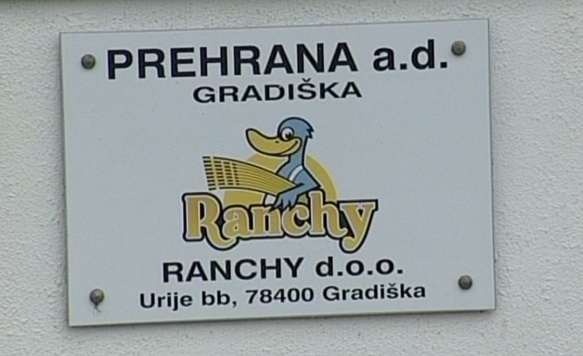 PREHRANA a.d.
GRADIŠKA
Ranchy
RANCHY d.o.o.
Urije bb, 78400 Gradiška